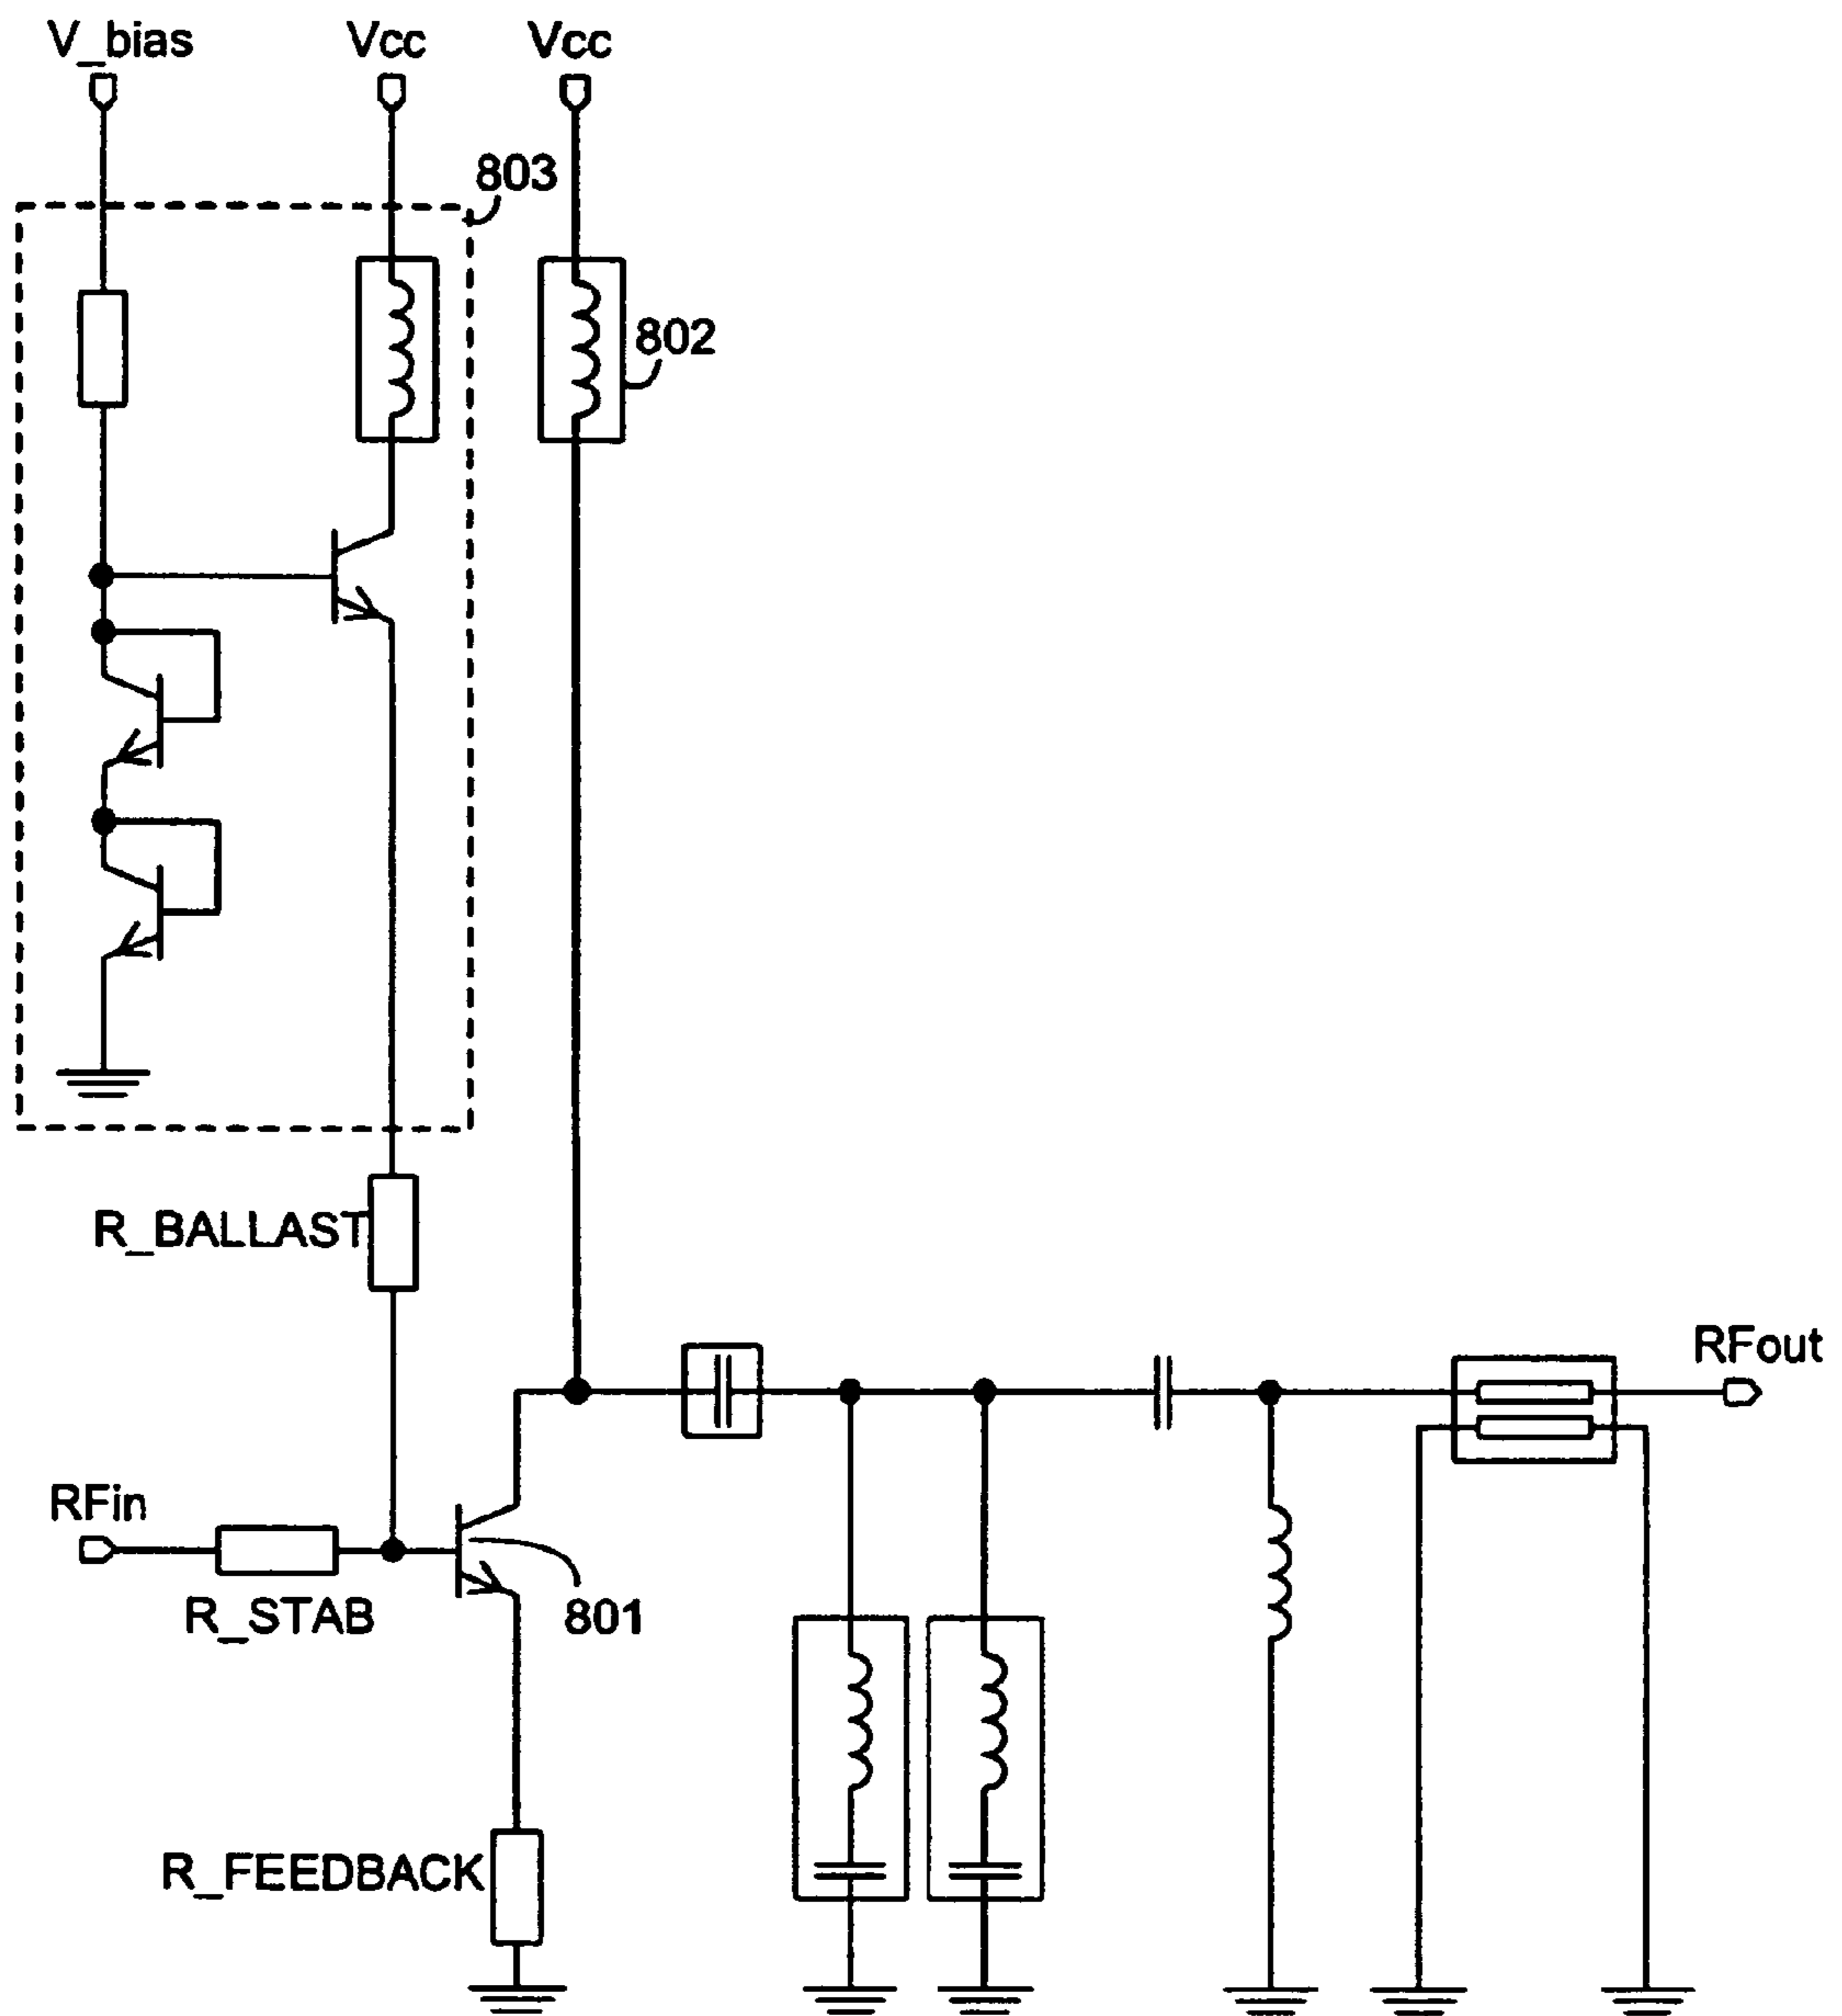 V_bias
Vcc
Vcc
803
802
R_BALLAST
RFout
RFin
R_STAB
801
R_FEEDBACK